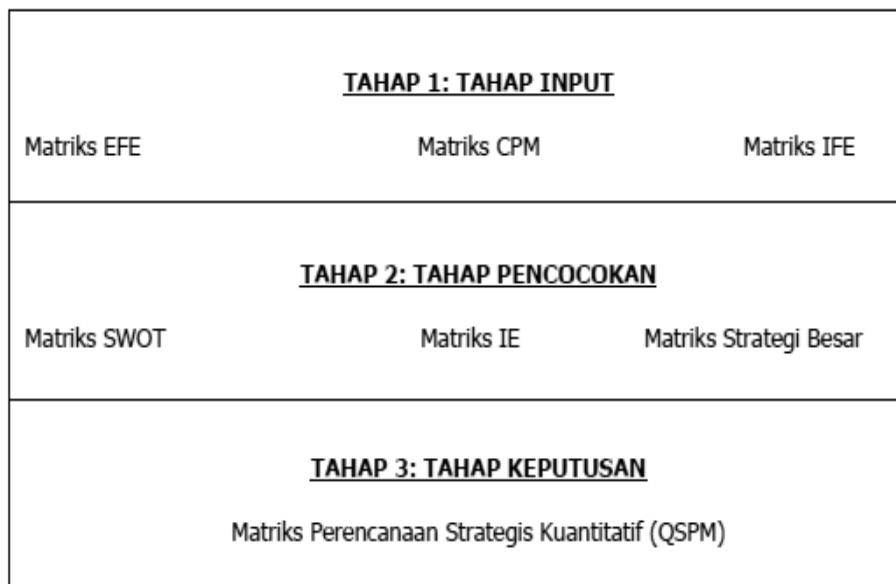 TAHAP 1: TAHAP INPUT
Matriks EFE Matriks CPM Matriks IFE
TAHAP 2: TAHAP PENCOCOKAN
Matriks SWOT Matriks IE Matriks Strategi Besar
TAHAP 3: TAHAP KEPUTUSAN
Matriks Perencanaan Strategis Kuantitatif (QSPM)